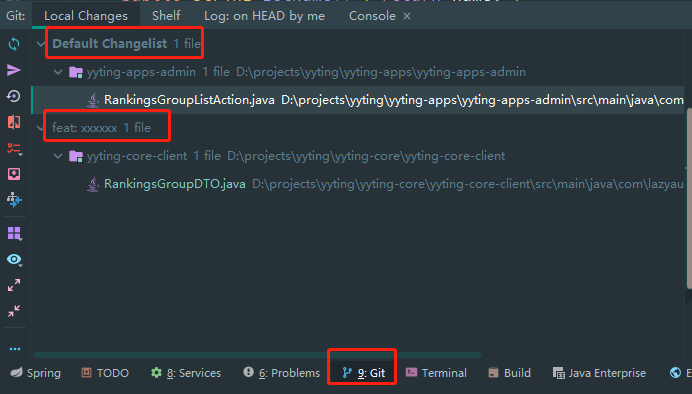 Git: Local Changes Shelf Log: on HEAD by me Console ×
Default Changelist 1 file
yyting-apps-admin 1 file D:\projects\yyting\yyting-apps\yyting-apps-admin
RankingsGroupListAction.java D:\projects\yyting\yyting-apps\yyting-apps-admin\src\main\java\com
feat: xxxxxx 1 file
yyting-core-client 1 file D:\projects\yyting\yyting-core\yyting-core-client
RankingsGroupDTO.java D:\projects\yyting\yyting-core\yyting-core-client\src\main\java\com\lazyau
Spring TODO 8: Services 6: Problems 9: Git Terminal Build Java Enterprise E